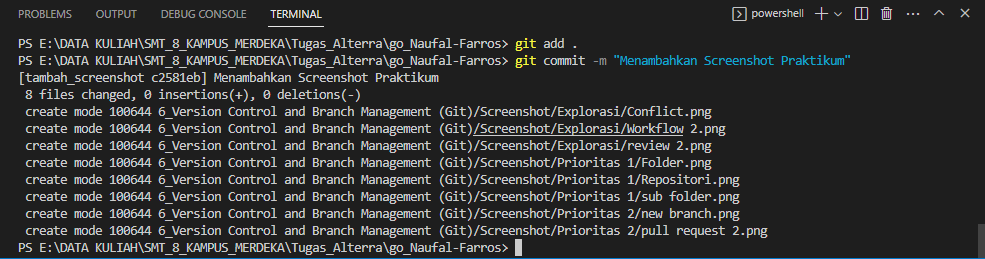 PROBLEMS OUTPUT DEBUG CONSOLE TERMINAL powershell
PS E:\DATA KULIAH\SMT_8_KAMPUS_MERDEKA\Tugas_Alterra\go_Naufal-Farros> git add .
PS E:\DATA KULIAH\SMT_8_KAMPUS_MERDEKA\Tugas_Alterra\go_Naufal-Farros> git commit -m "Menambahkan Screenshot Praktikum"
[tambah_screenshot c2581eb] Menambahkan Screenshot Praktikum
 8 files changed, 0 insertions(+), 0 deletions(-)
 create mode 100644 6_Version Control and Branch Management (Git)/Screenshot/Explorasi/Conflict.png
 create mode 100644 6_Version Control and Branch Management (Git)/Screenshot/Explorasi/Workflow 2.png
 create mode 100644 6_Version Control and Branch Management (Git)/Screenshot/Explorasi/review 2.png
 create mode 100644 6_Version Control and Branch Management (Git)/Screenshot/Prioritas 1/Folder.png
 create mode 100644 6_Version Control and Branch Management (Git)/Screenshot/Prioritas 1/Repositori.png
 create mode 100644 6_Version Control and Branch Management (Git)/Screenshot/Prioritas 1/sub folder.png
 create mode 100644 6_Version Control and Branch Management (Git)/Screenshot/Prioritas 2/new branch.png
 create mode 100644 6_Version Control and Branch Management (Git)/Screenshot/Prioritas 2/pull request 2.png
PS E:\DATA KULIAH\SMT_8_KAMPUS_MERDEKA\Tugas_Alterra\go_Naufal-Farros>